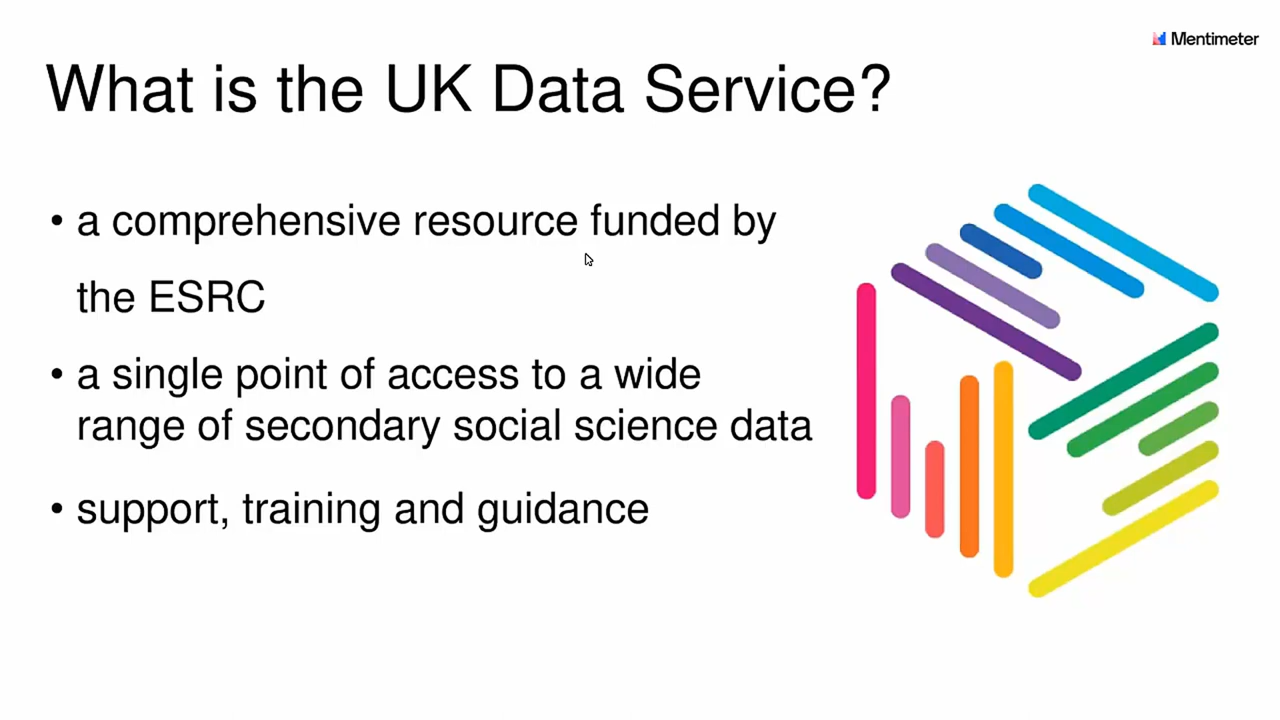 Mentimeter
What is the UK Data Service?
• a comprehensive resource funded by
the ESRC
• a single point of access to a wide
range of secondary social science data
• support, training and guidance